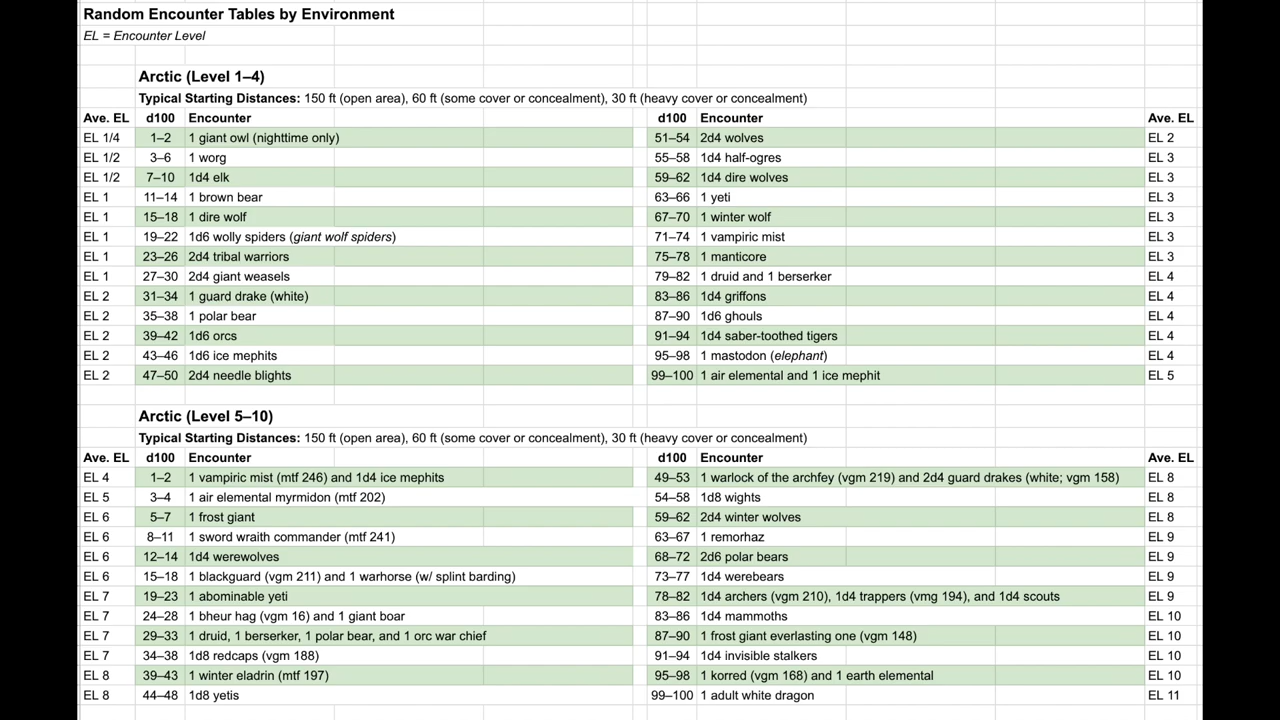 Random Encounter Tables by Environment
EL = Encounter Level
Arctic (Level 1–4)
Typical Starting Distances: 150 ft (open area), 60 ft (some cover or concealment), 30 ft (heavy cover or concealment)
Ave. EL d100 Encounter d100 Encounter Ave. EL
EL 1/4 1–2 1 giant owl (nighttime only) 51–54 2d4 wolves EL 2
EL 1/2 3–6 1 worg 55–58 1d4 half-ogres EL 3
EL 1/2 7–10 1d4 elk 59–62 1d4 dire wolves EL 3
EL 1 11–14 1 brown bear 63–66 1 yeti EL 3
EL 1 15–18 1 dire wolf 67–70 1 winter wolf EL 3
EL 1 19–22 1d6 wolly spiders (giant wolf spiders) 71–74 1 vampiric mist EL 3
EL 1 23–26 2d4 tribal warriors 75–78 1 manticore EL 3
EL 1 27–30 2d4 giant weasels 79–82 1 druid and 1 berserker EL 4
EL 2 31–34 1 guard drake (white) 83–86 1d4 griffons EL 4
EL 2 35–38 1 polar bear 87–90 1d6 ghouls EL 4
EL 2 39–42 1d6 orcs 91–94 1d4 saber-toothed tigers EL 4
EL 2 43–46 1d6 ice mephits 95–98 1 mastodon (elephant) EL 4
EL 2 47–50 2d4 needle blights 99–100 1 air elemental and 1 ice mephit EL 5
Arctic (Level 5–10)
Typical Starting Distances: 150 ft (open area), 60 ft (some cover or concealment), 30 ft (heavy cover or concealment)
Ave. EL d100 Encounter d100 Encounter Ave. EL
EL 4 1–2 1 vampiric mist (mtf 246) and 1d4 ice mephits 49–53 1 warlock of the archfey (vgm 219) and 2d4 guard drakes (white; vgm 158) EL 8
EL 5 3–4 1 air elemental myrmidon (mtf 202) 54–58 1d8 wights EL 8
EL 6 5–7 1 frost giant 59–62 2d4 winter wolves EL 8
EL 6 8–11 1 sword wraith commander (mtf 241) 63–67 1 remorhaz EL 9
EL 6 12–14 1d4 werewolves 68–72 2d6 polar bears EL 9
EL 6 15–18 1 blackguard (vgm 211) and 1 warhorse (w/ splint barding) 73–77 1d4 werebears EL 9
EL 7 19–23 1 abominable yeti 78–82 1d4 archers (vgm 210), 1d4 trappers (vmg 194), and 1d4 scouts EL 9
EL 7 24–28 1 bheur hag (vgm 16) and 1 giant boar 83–86 1d4 mammoths EL 10
EL 7 29–33 1 druid, 1 berserker, 1 polar bear, and 1 orc war chief 87–90 1 frost giant everlasting one (vgm 148) EL 10
EL 7 34–38 1d8 redcaps (vgm 188) 91–94 1d4 invisible stalkers EL 10
EL 8 39–43 1 winter eladrin (mtf 197) 95–98 1 korred (vgm 168) and 1 earth elemental EL 10
EL 8 44–48 1d8 yetis 99–100 1 adult white dragon EL 11